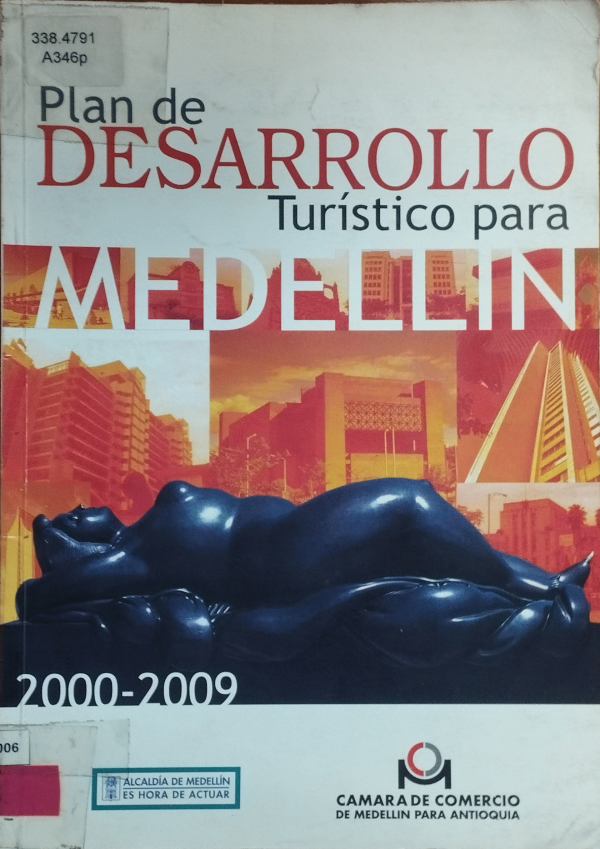 338.4791
A346p
Plan de
DESARROLLO
Turístico para
MEDELLIN
2000-2009
006
ALCALDÍA DE MEDELLÍN
ES HORA DE ACTUAR
CAMARA DE COMERCIO
DE MEDELLIN PARA ANTIOQUIA